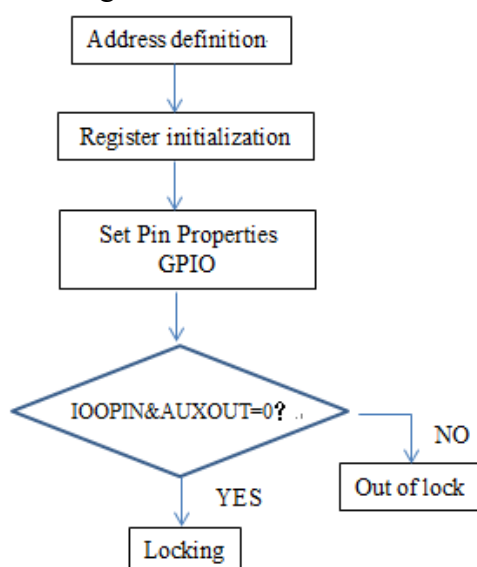 Address definition
Register initialization
Set Pin Properties
GPIO
IOOPIN&AUXOUT=0?
NO
YES
Out of lock
Locking